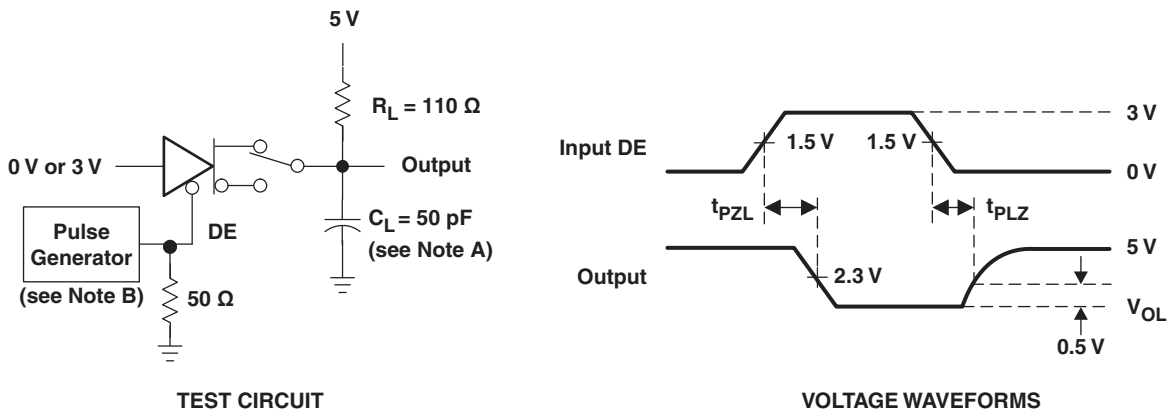 5 V
R_L = 110 Ω
0 V or 3 V
Output
Pulse
Generator
(see Note B)
DE
50 Ω
C_L = 50 pF
(see Note A)
TEST CIRCUIT
Input DE
1.5 V
1.5 V
3 V
0 V
t_PZL
t_PLZ
Output
2.3 V
5 V
V_OL
0.5 V
VOLTAGE WAVEFORMS